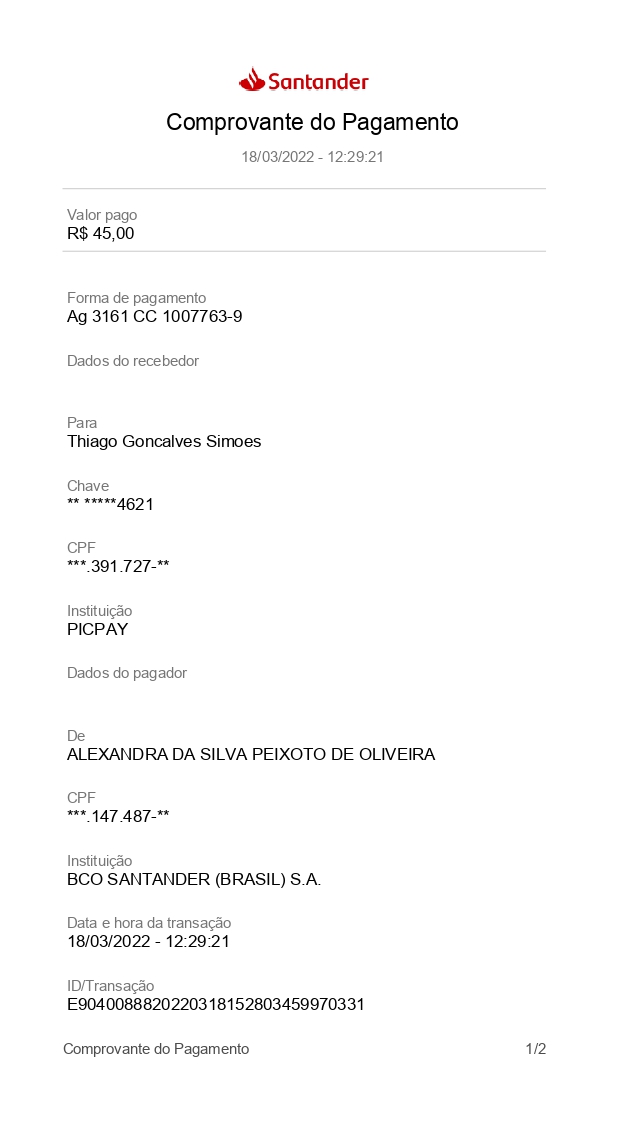 Santander
Comprovante do Pagamento
18/03/2022 - 12:29:21
Valor pago
R$ 45,00
Forma de pagamento
Ag 3161 CC 1007763-9
Dados do recebedor
Para
Thiago Goncalves Simoes
Chave
** *****4621
CPF
***.391.727-**
Instituição
PICPAY
Dados do pagador
De
ALEXANDRA DA SILVA PEIXOTO DE OLIVEIRA
CPF
***.147.487-**
Instituição
BCO SANTANDER (BRASIL) S.A.
Data e hora da transação
18/03/2022 - 12:29:21
ID/Transação
E9040088820220318152803459970331
Comprovante do Pagamento 1/2